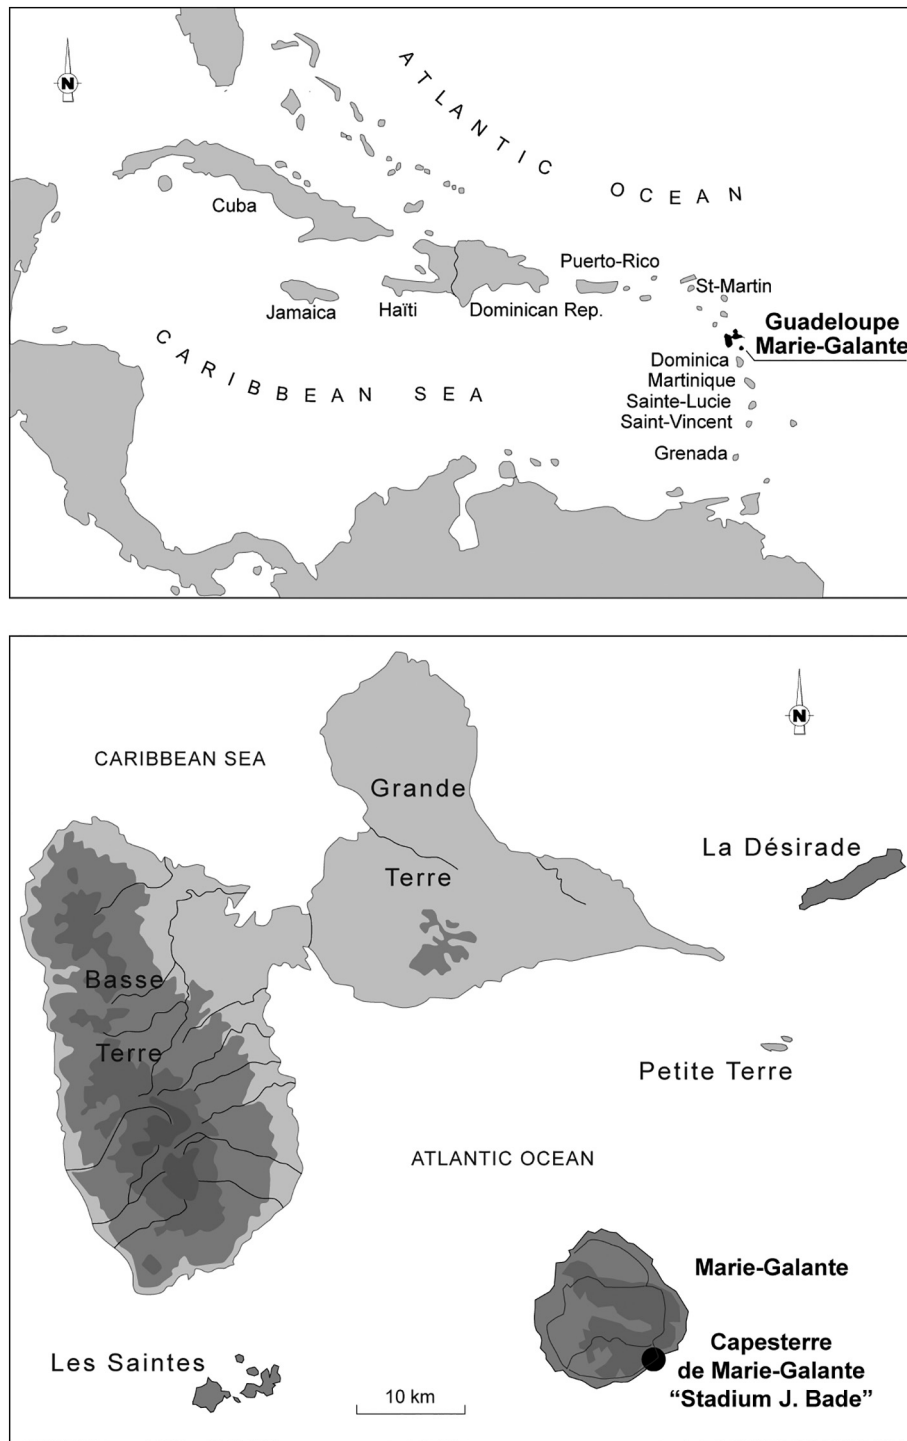 ATLANTIC OCEAN
N
Cuba
Puerto-Rico
St-Martin
Jamaica
Haïti
Dominican Rep.
Guadeloupe
Marie-Galante
CARIBBEAN SEA
Dominica
Martinique
Sainte-Lucie
Saint-Vincent
Grenada
N
CARIBBEAN SEA
Grande
Terre
La Désirade
Basse
Terre
Petite Terre
ATLANTIC OCEAN
Marie-Galante
Capesterre
de Marie-Galante
“Stadium J. Bade”
Les Saintes
10 km